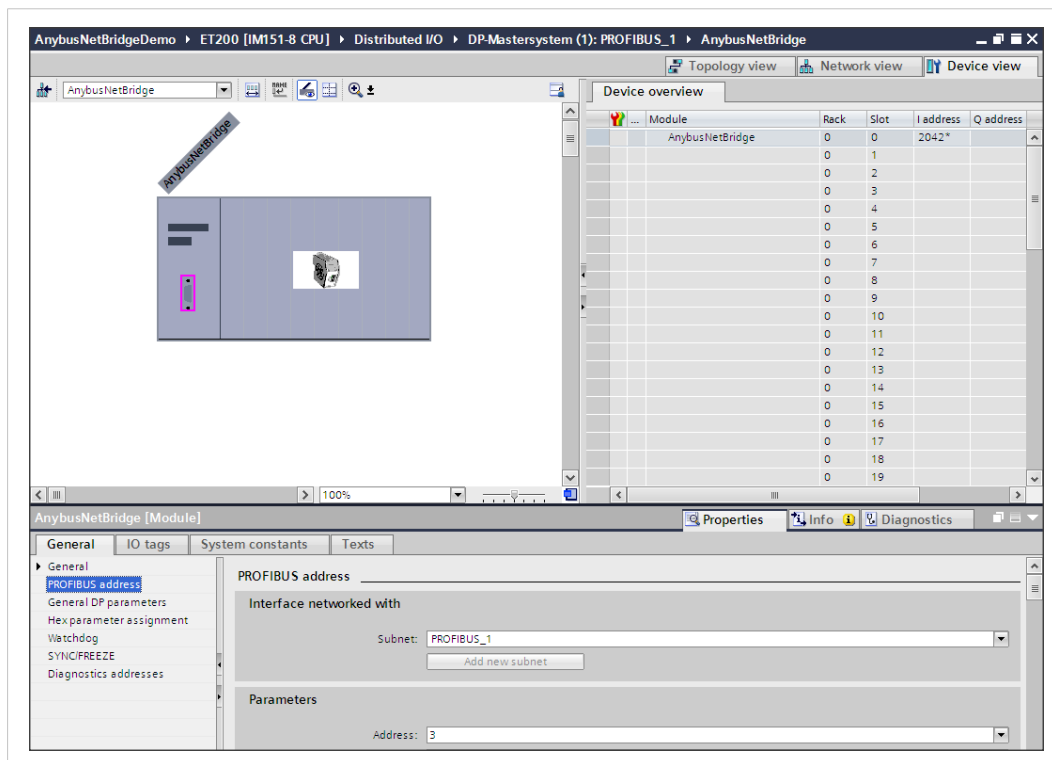 AnybusNetBridgeDemo ▸ ET200 [IM151-8 CPU] ▸ Distributed I/O ▸ DP-Mastersystem (1): PROFIBUS_1 ▸ AnybusNetBridge
Topology view Network view Device view
AnybusNetBridge
Device overview
... Module Rack Slot I address Q address
AnybusNetBridge 0 0 2042*
0 1
0 2
0 3
0 4
0 5
0 6
0 7
0 8
0 9
0 10
0 11
0 12
0 13
0 14
0 15
0 16
0 17
0 18
0 19
AnybusNetBridge
100%
AnybusNetBridge [Module]
Properties Info Diagnostics
General IO tags System constants Texts
General
PROFIBUS address
General DP parameters
Hex parameter assignment
Watchdog
SYNC/FREEZE
Diagnostics addresses
PROFIBUS address
Interface networked with
Subnet: PROFIBUS_1
Add new subnet
Parameters
Address: 3